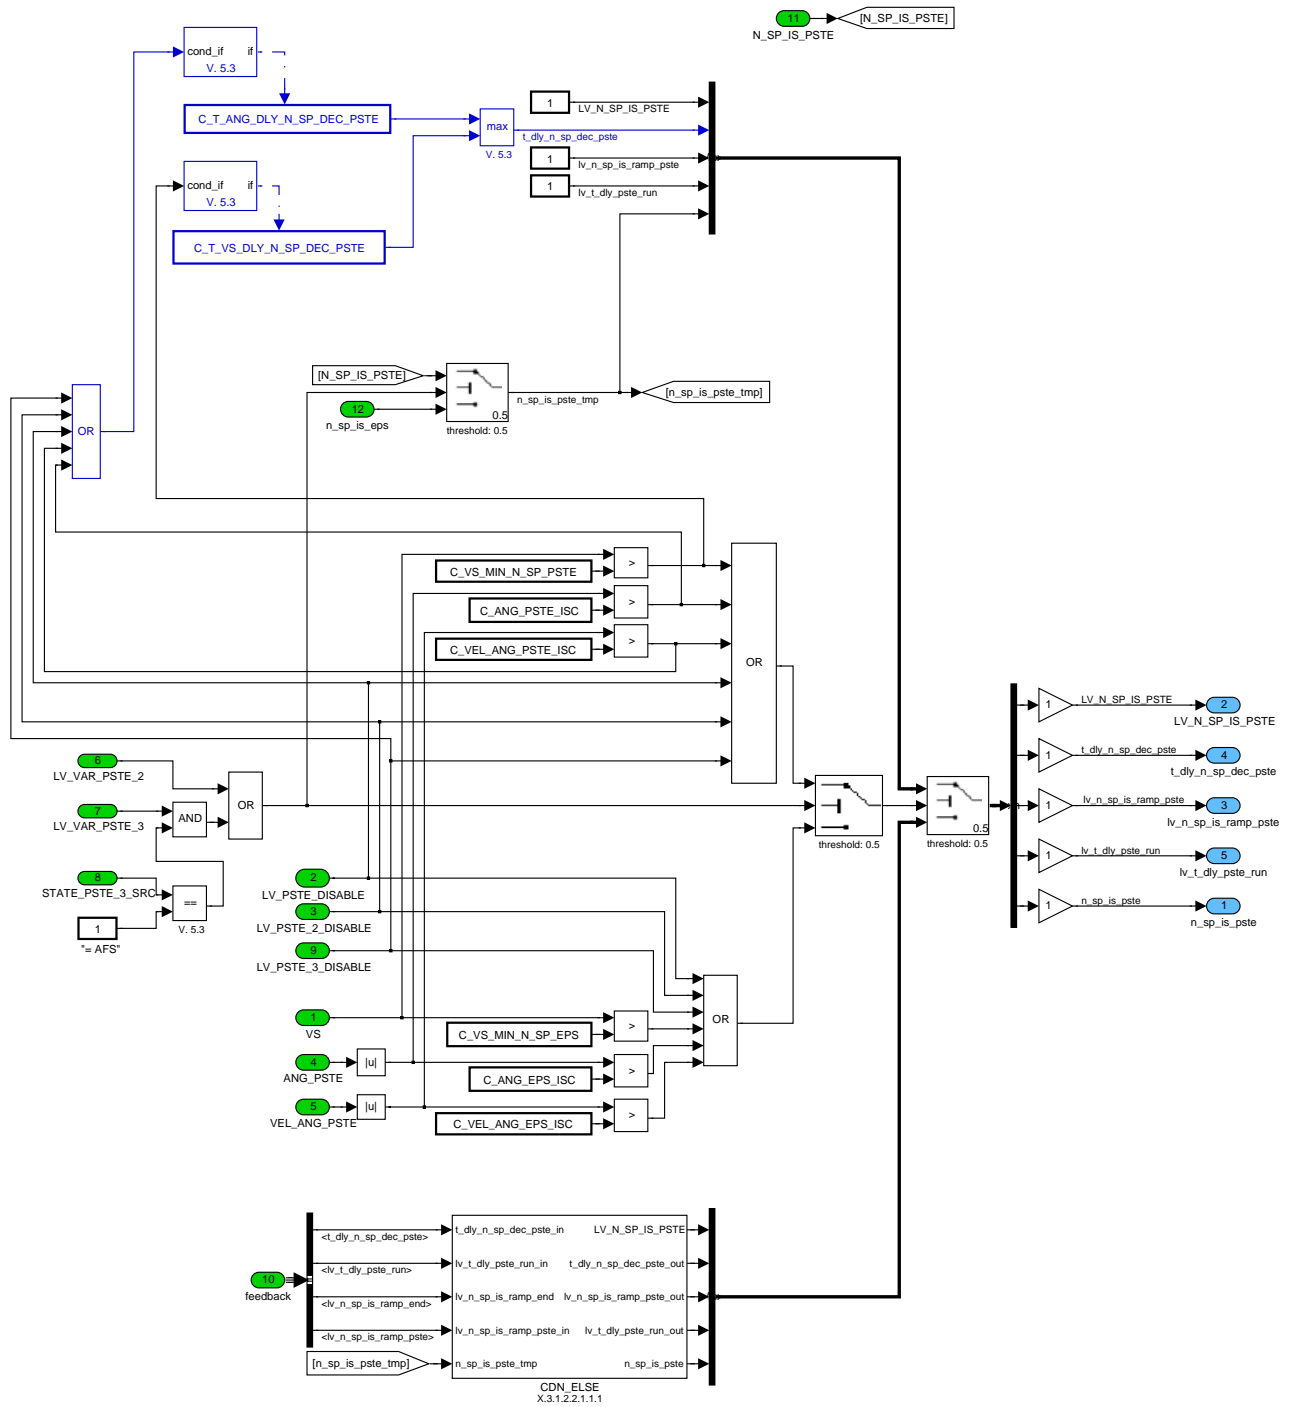 11
[N_SP_IS_PSTE]
N_SP_IS_PSTE
cond_if
if
V. 5.3
1
LV_N_SP_IS_PSTE
C_T_ANG_DLY_N_SP_DEC_PSTE
max
t_dly_n_sp_dec_pste
V. 5.3
1
lv_n_sp_is_ramp_pste
cond_if
if
V. 5.3
1
lv_t_dly_pste_run
C_T_VS_DLY_N_SP_DEC_PSTE
[N_SP_IS_PSTE]
12
n_sp_is_eps
0.5
threshold: 0.5
n_sp_is_pste_tmp
[n_sp_is_pste_tmp]
OR
C_VS_MIN_N_SP_PSTE
>
C_ANG_PSTE_ISC
>
C_VEL_ANG_PSTE_ISC
>
OR
6
LV_VAR_PSTE_2
7
LV_VAR_PSTE_3
AND
OR
8
STATE_PSTE_3_SRC
1
"= AFS"
==
V. 5.3
threshold: 0.5
0.5
threshold: 0.5
1
LV_N_SP_IS_PSTE
2
LV_N_SP_IS_PSTE
1
t_dly_n_sp_dec_pste
4
t_dly_n_sp_dec_pste
1
lv_n_sp_is_ramp_pste
3
lv_n_sp_is_ramp_pste
1
lv_t_dly_pste_run
5
lv_t_dly_pste_run
1
n_sp_is_pste
1
n_sp_is_pste
2
LV_PSTE_DISABLE
3
LV_PSTE_2_DISABLE
9
LV_PSTE_3_DISABLE
1
VS
4
ANG_PSTE
|u|
5
VEL_ANG_PSTE
|u|
C_VS_MIN_N_SP_EPS
>
C_ANG_EPS_ISC
>
C_VEL_ANG_EPS_ISC
>
OR
10
feedback
<t_dly_n_sp_dec_pste>
<lv_t_dly_pste_run>
<lv_n_sp_is_ramp_end>
<lv_n_sp_is_ramp_pste>
[n_sp_is_pste_tmp]
t_dly_n_sp_dec_pste_in
LV_N_SP_IS_PSTE
lv_t_dly_pste_run_in
t_dly_n_sp_dec_pste_out
lv_n_sp_is_ramp_end
lv_n_sp_is_ramp_pste_out
lv_n_sp_is_ramp_pste_in
lv_t_dly_pste_run_out
n_sp_is_pste_tmp
n_sp_is_pste
CDN_ELSE
X.3.1.2.2.1.1.1